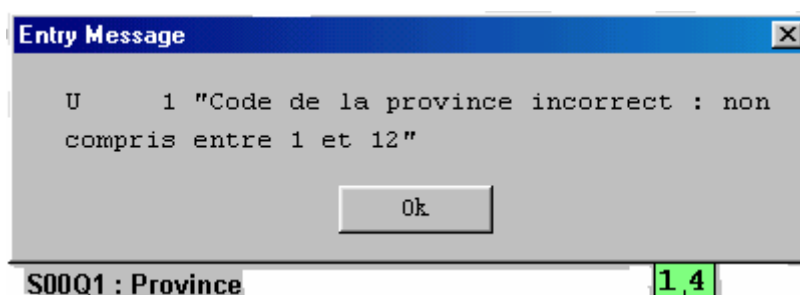 Entry Message
U 1 "Code de la province incorrect : non
compris entre 1 et 12"
Ok
S00Q1 : Province 1,4